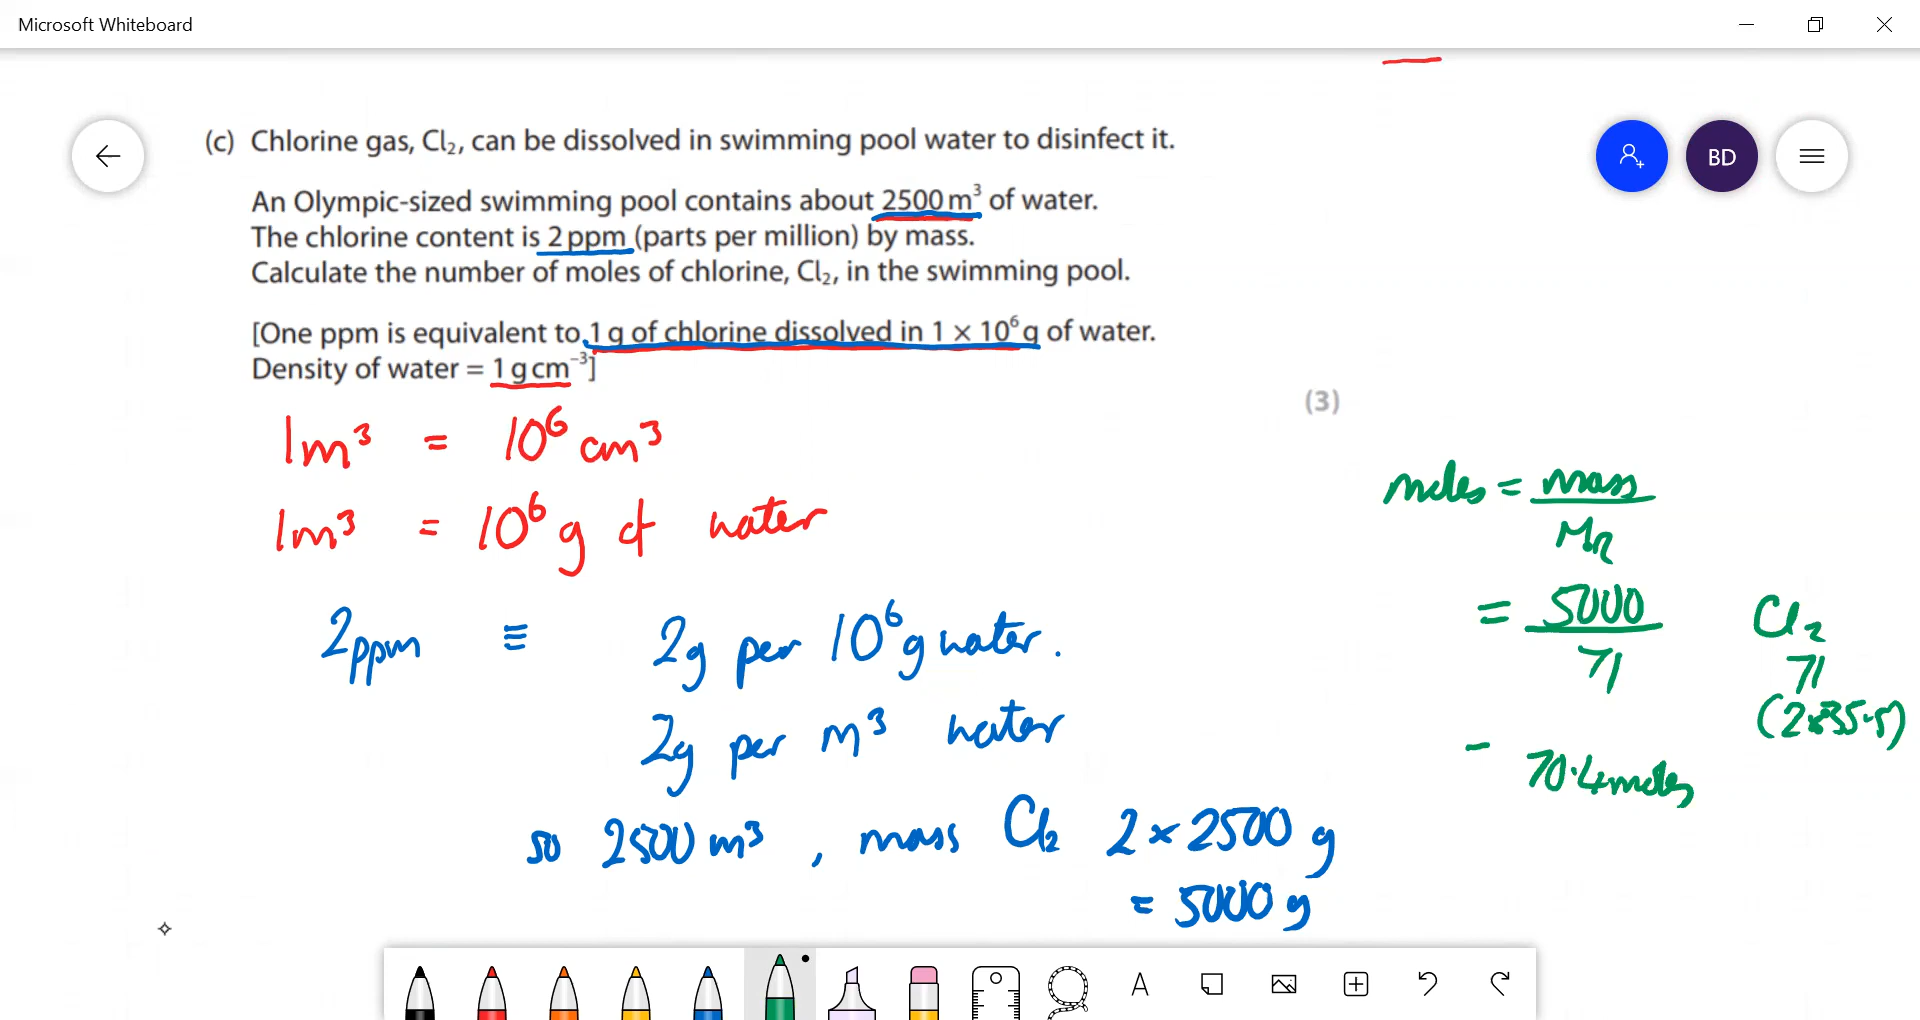 Microsoft Whiteboard
BD
(c) Chlorine gas, Cl₂, can be dissolved in swimming pool water to disinfect it.
An Olympic-sized swimming pool contains about 2500 m³ of water.
The chlorine content is 2 ppm (parts per million) by mass.
Calculate the number of moles of chlorine, Cl₂, in the swimming pool.
[One ppm is equivalent to 1 g of chlorine dissolved in 1 × 10⁶ g of water.
Density of water = 1 g cm⁻³]
(3)
1m³ = 10⁶ cm³
1m³ = 10⁶ g of water
2ppm ≡ 2g per 10⁶ g water.
2g per m³ water
so 2500 m³, mass Cl₂ 2 × 2500 g
= 5000 g
moles = mass
Mr
= 5000
71
Cl₂
71
(2×35.5)
= 70.4 moles
A